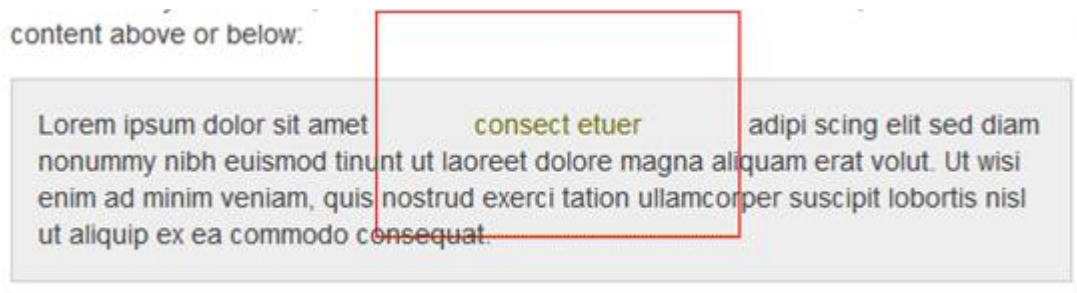 content above or below:
Lorem ipsum dolor sit amet consect etuer adipi scing elit sed diam
nonummy nibh euismod tinunt ut laoreet dolore magna aliquam erat volut. Ut wisi
enim ad minim veniam, quis nostrud exerci tation ullamcorper suscipit lobortis nisl
ut aliquip ex ea commodo consequat.